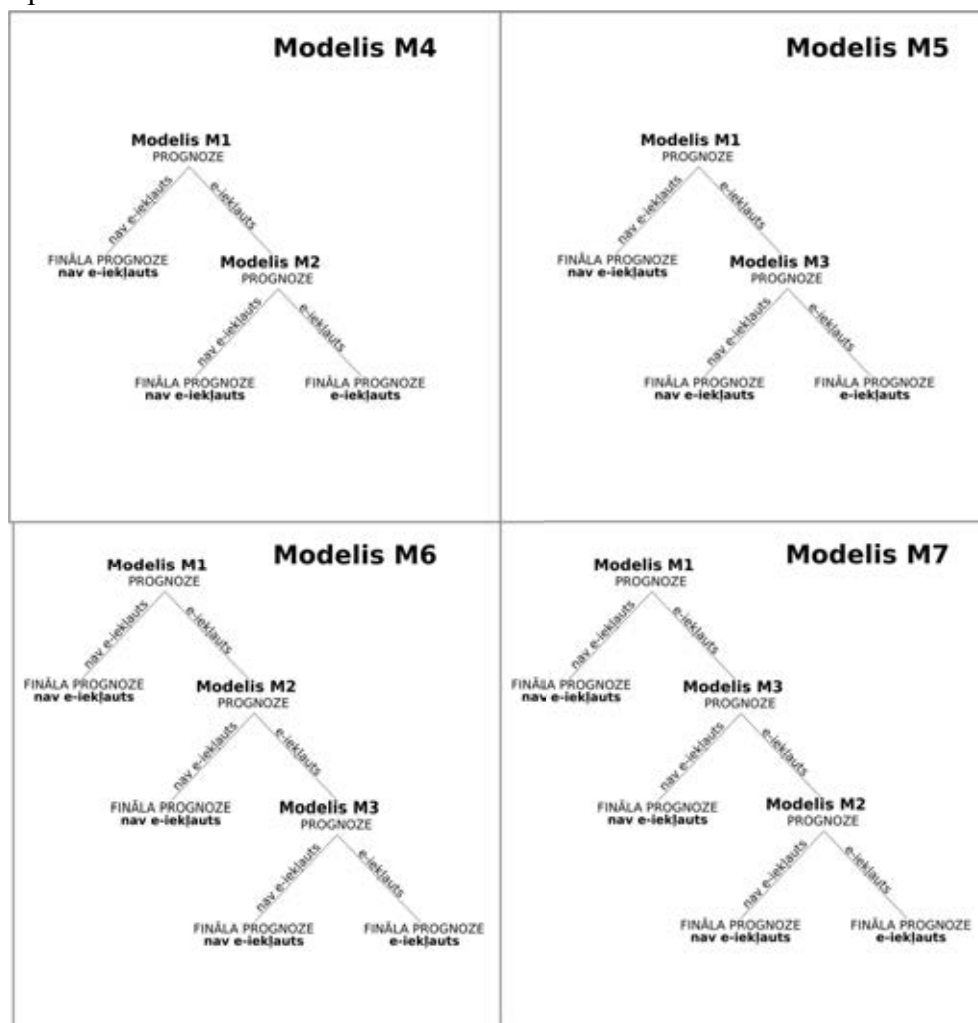 Modelis M4
Modelis M1
PROGNOZE
nav e-iekļauts
e-iekļauts
FINĀLA PROGNOZE
nav e-iekļauts
Modelis M2
PROGNOZE
nav e-iekļauts
e-iekļauts
FINĀLA PROGNOZE
nav e-iekļauts
FINĀLA PROGNOZE
e-iekļauts
Modelis M5
Modelis M1
PROGNOZE
nav e-iekļauts
e-iekļauts
FINĀLA PROGNOZE
nav e-iekļauts
Modelis M3
PROGNOZE
nav e-iekļauts
e-iekļauts
FINĀLA PROGNOZE
nav e-iekļauts
FINĀLA PROGNOZE
e-iekļauts
Modelis M6
Modelis M1
PROGNOZE
nav e-iekļauts
e-iekļauts
FINĀLA PROGNOZE
nav e-iekļauts
Modelis M2
PROGNOZE
nav e-iekļauts
e-iekļauts
FINĀLA PROGNOZE
nav e-iekļauts
Modelis M3
PROGNOZE
nav e-iekļauts
e-iekļauts
FINĀLA PROGNOZE
nav e-iekļauts
FINĀLA PROGNOZE
e-iekļauts
Modelis M7
Modelis M1
PROGNOZE
nav e-iekļauts
e-iekļauts
FINĀLA PROGNOZE
nav e-iekļauts
Modelis M3
PROGNOZE
nav e-iekļauts
e-iekļauts
FINĀLA PROGNOZE
nav e-iekļauts
Modelis M2
PROGNOZE
nav e-iekļauts
e-iekļauts
FINĀLA PROGNOZE
nav e-iekļauts
FINĀLA PROGNOZE
e-iekļauts